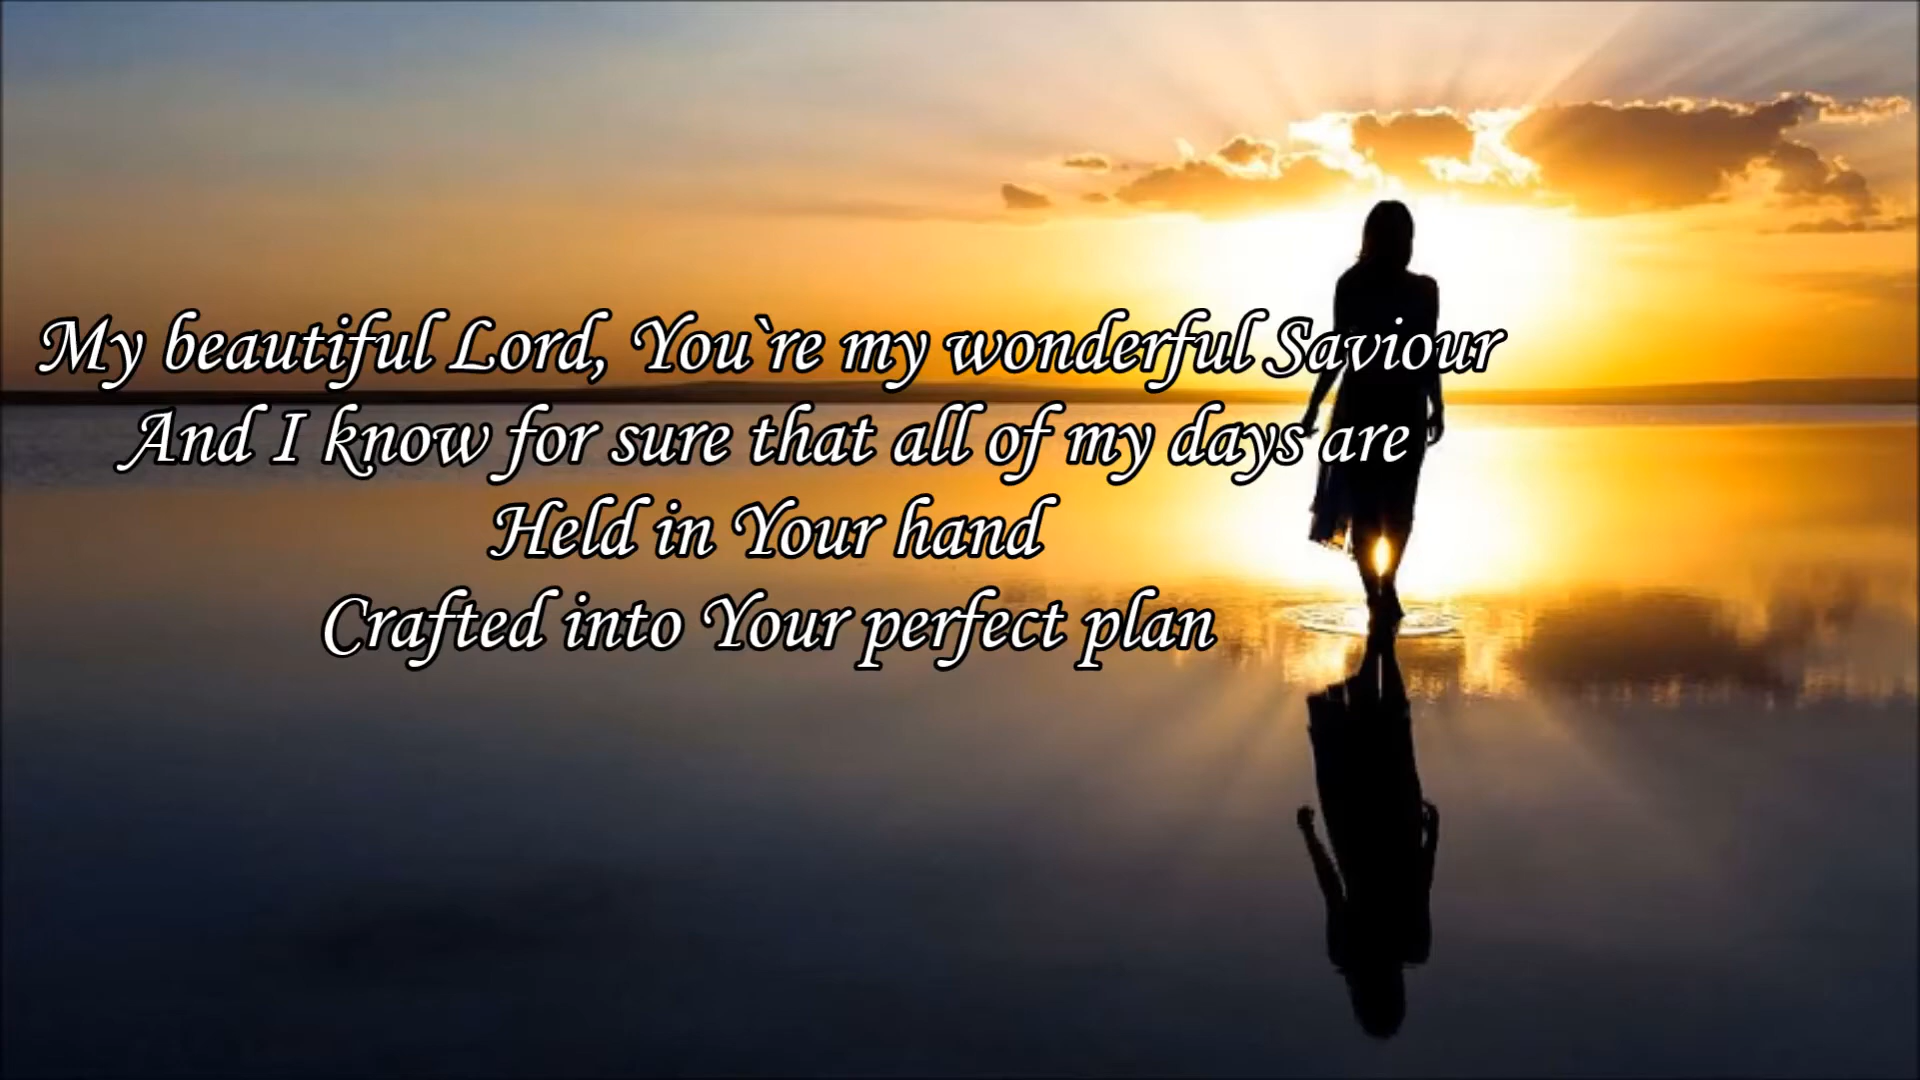 My beautiful Lord, You`re my wonderful Saviour
And I know for sure that all of my days are
Held in Your hand
Crafted into Your perfect plan